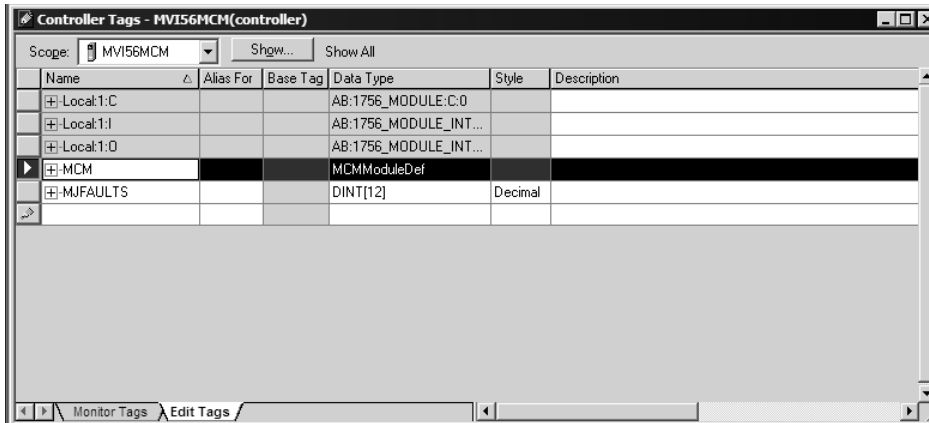 Controller Tags - MVI56MCM(controller)
Scope: MVI56MCM Show... Show All
Name Alias For Base Tag Data Type Style Description
Local:1:C AB:1756_MODULE:C:0
Local:1:I AB:1756_MODULE_INT...
Local:1:O AB:1756_MODULE_INT...
MCM MCMModuleDef
MJFAULTS DINT[12] Decimal
Monitor Tags Edit Tags